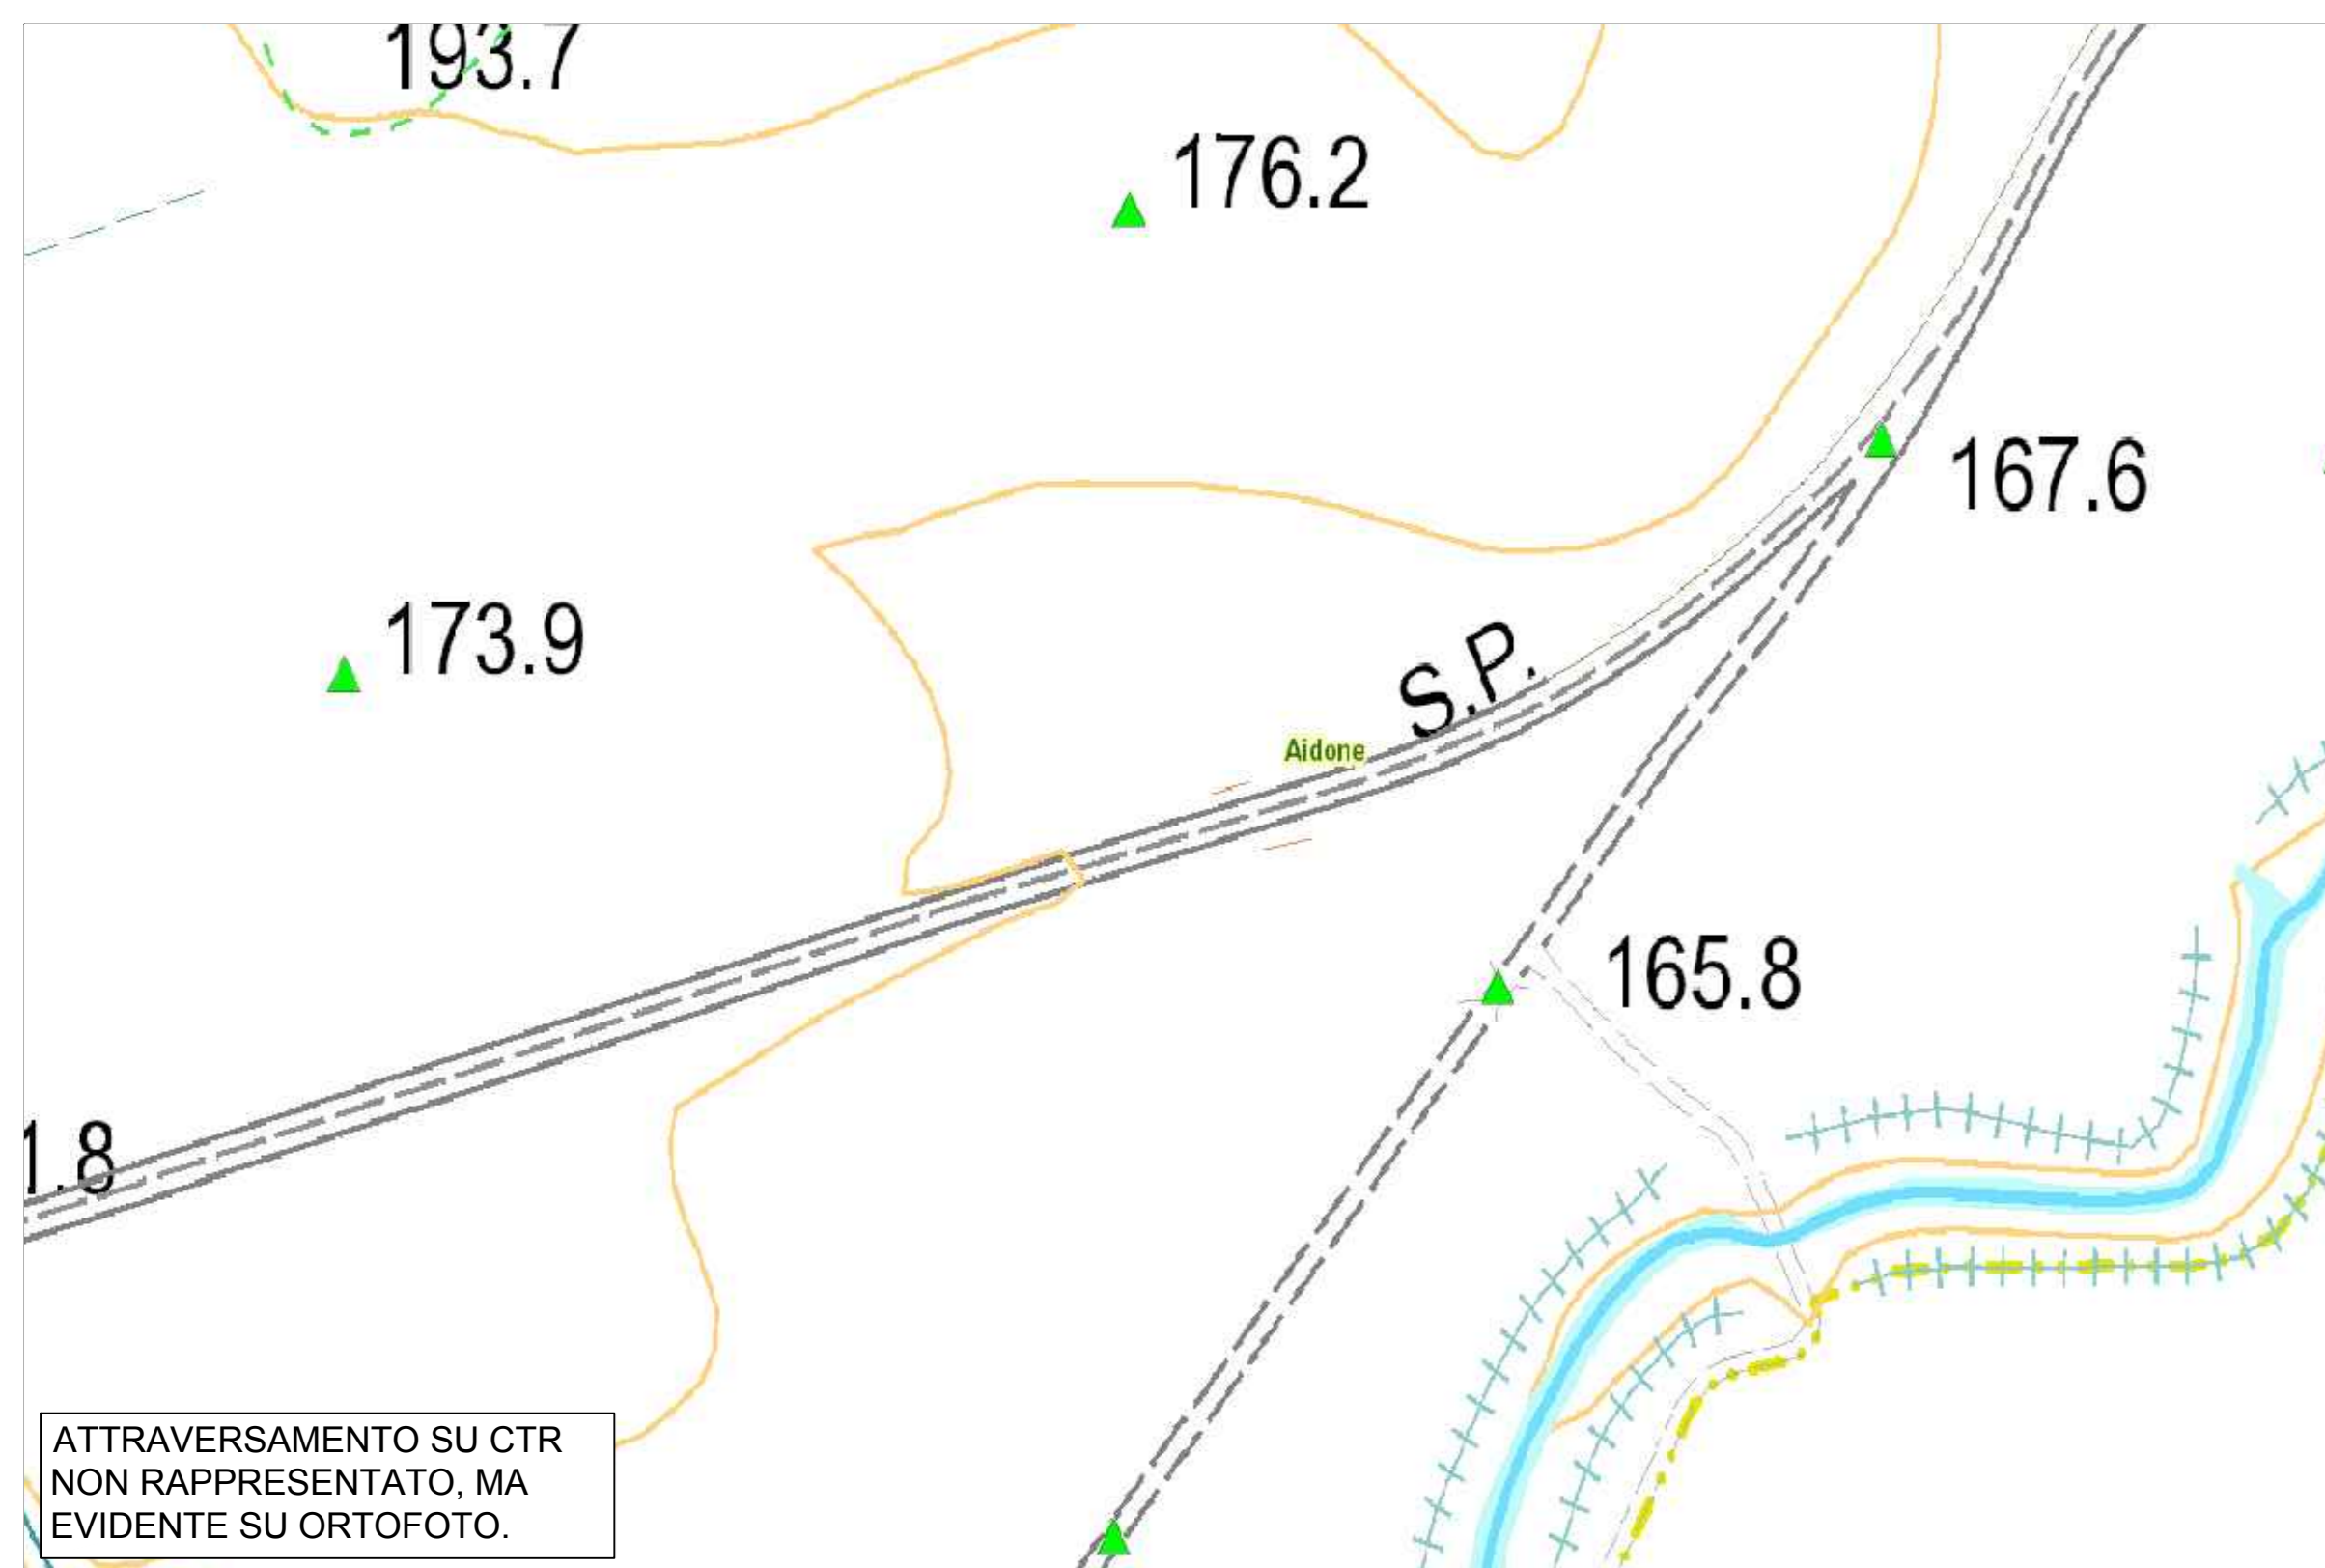 193.7
176.2
167.6
173.9
S.P.
Aidone
165.8
1.8
ATTRAVERSAMENTO SU CTR
NON RAPPRESENTATO, MA
EVIDENTE SU ORTOFOTO.